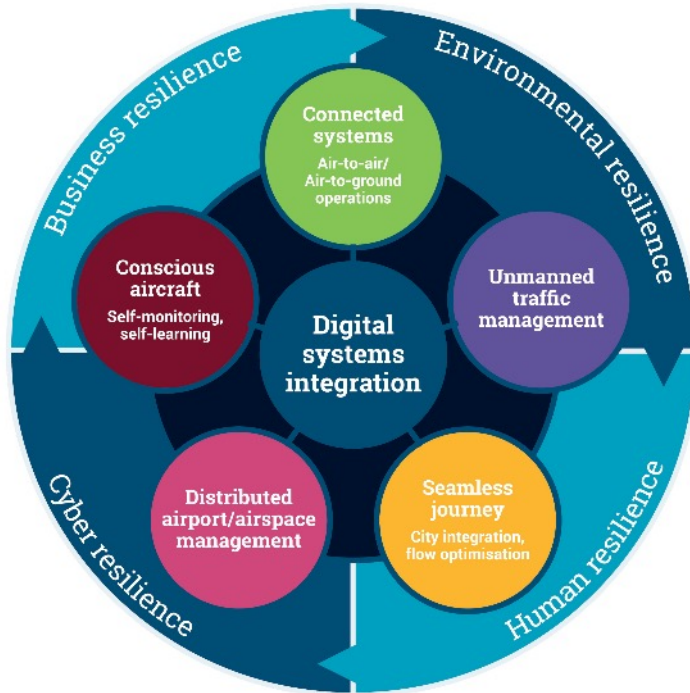 Business resilience
Environmental resilience
Connected
systems
Air-to-air/
Air-to-ground
operations
Conscious
aircraft
Self-monitoring,
self-learning
Unmanned
traffic
management
Digital
systems
integration
Distributed
airport/airspace
management
Seamless
journey
City integration,
flow optimisation
Cyber resilience
Human resilience